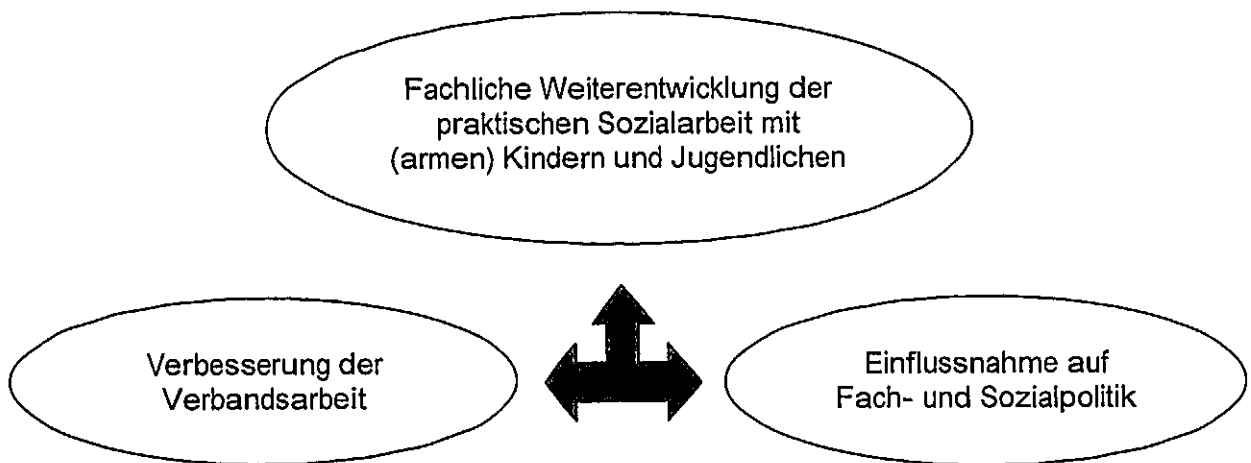 Fachliche Weiterentwicklung der
praktischen Sozialarbeit mit
(armen) Kindern und Jugendlichen
Verbesserung der
Verbandsarbeit
Einflussnahme auf
Fach- und Sozialpolitik